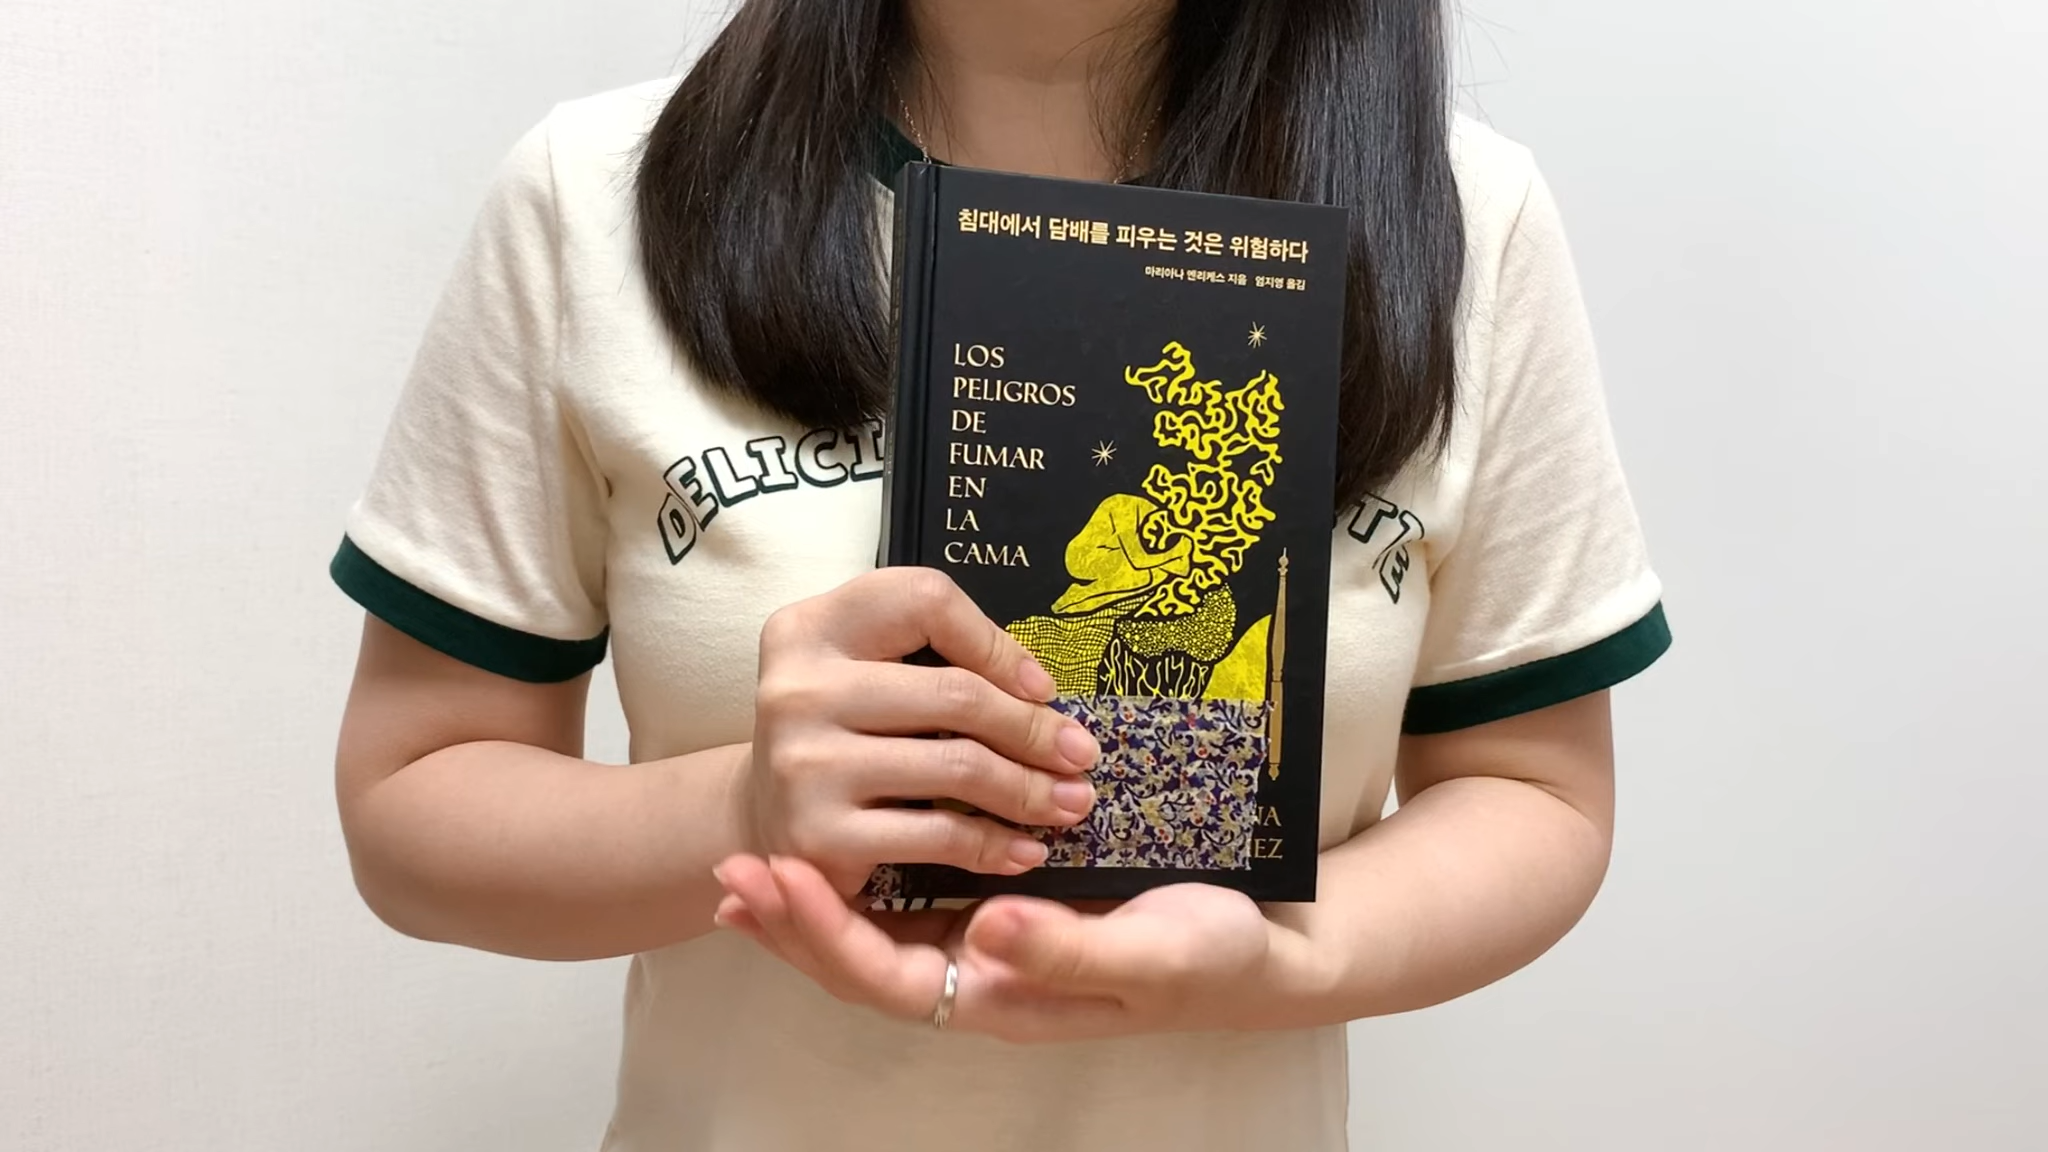 침대에서 담배를 피우는 것은 위험하다
마리아나 엔리케스 지음 엄지영 옮김
LOS
PELIGROS
DE
FUMAR
EN
LA
CAMA